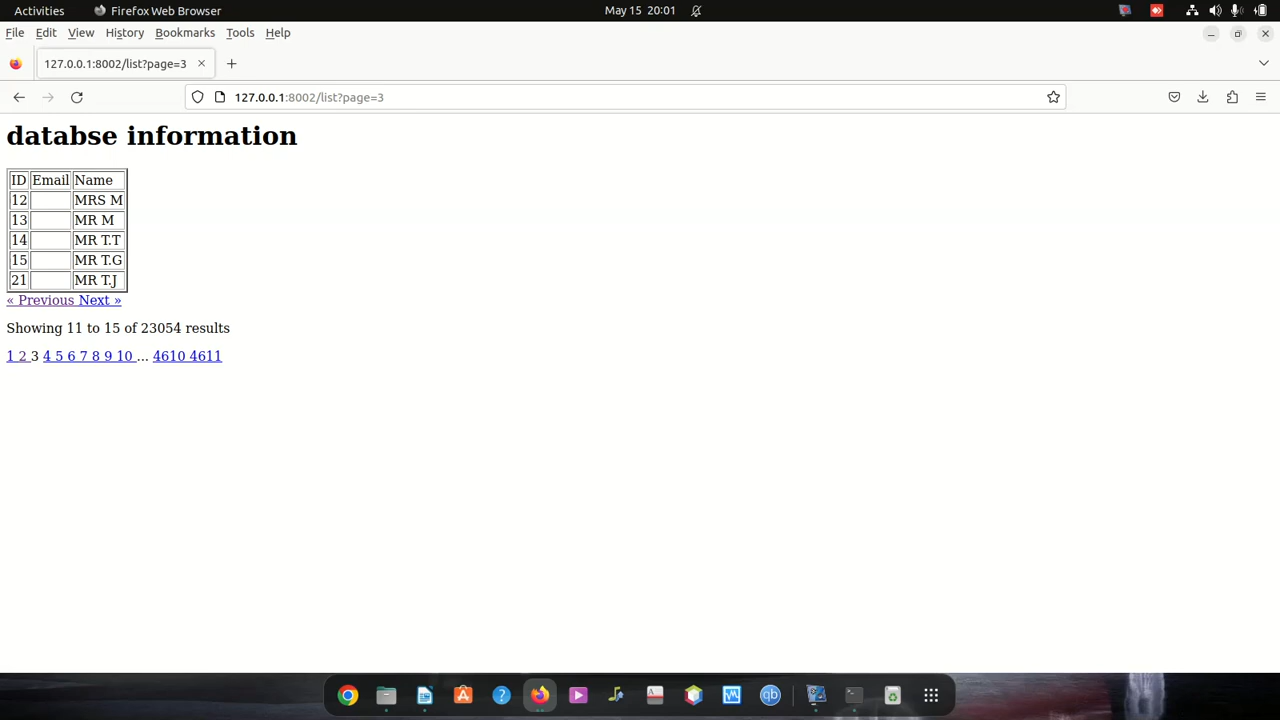 Activities Firefox Web Browser May 15 20:01
File Edit View History Bookmarks Tools Help
127.0.0.1:8002/list?page=3
127.0.0.1:8002/list?page=3
databse information
ID Email Name
12 MRS M
13 MR M
14 MR T.T
15 MR T.G
21 MR T.J
« Previous Next »
Showing 11 to 15 of 23054 results
1 2 3 4 5 6 7 8 9 10 ... 4610 4611